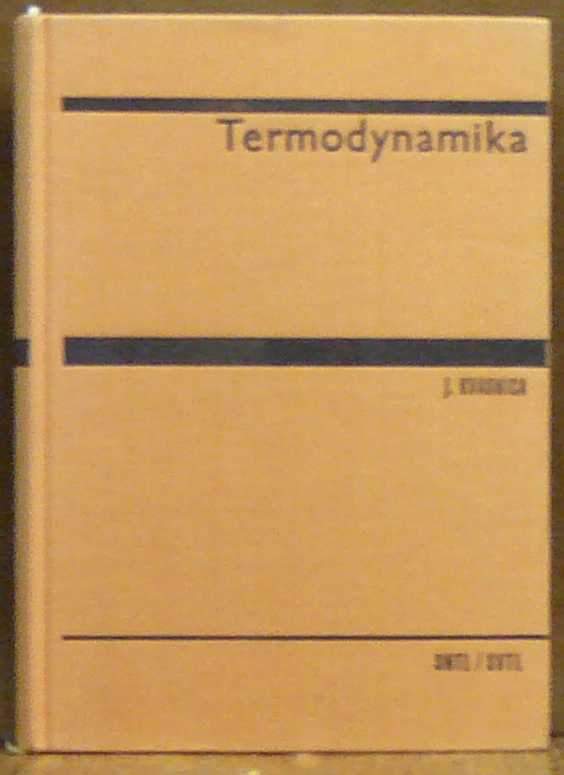 Termodynamika
J. KVASNICA
SNTL / SVTL